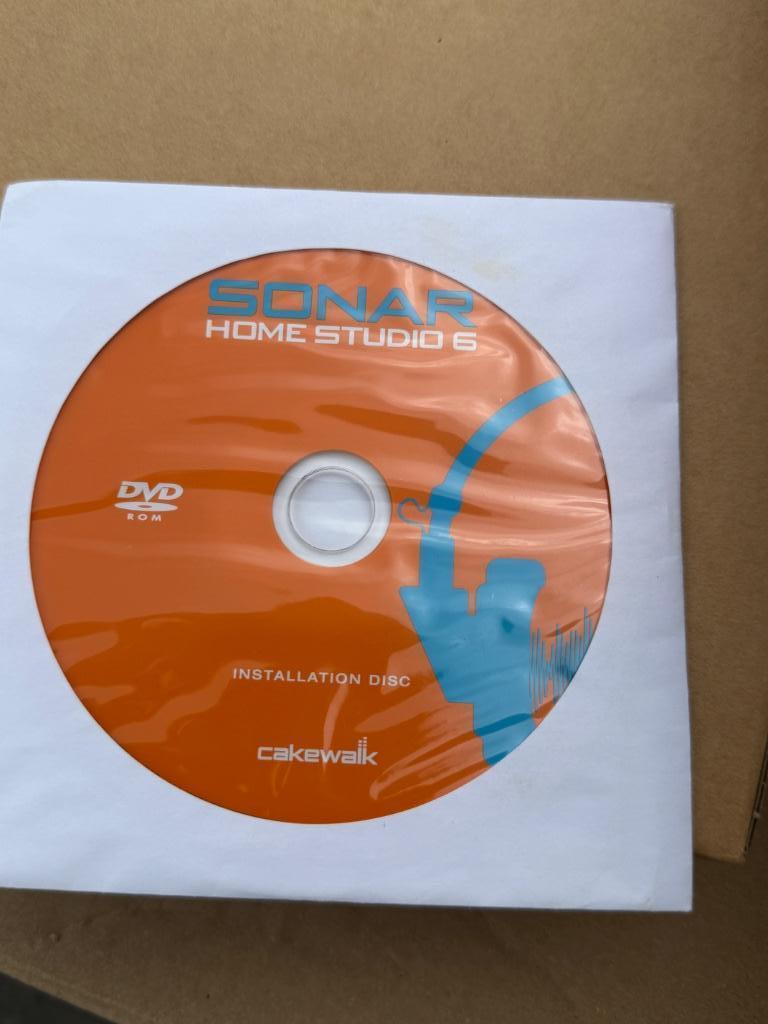 SONAR
HOME STUDIO 6
DVD
ROM
INSTALLATION DISC
cakewalk